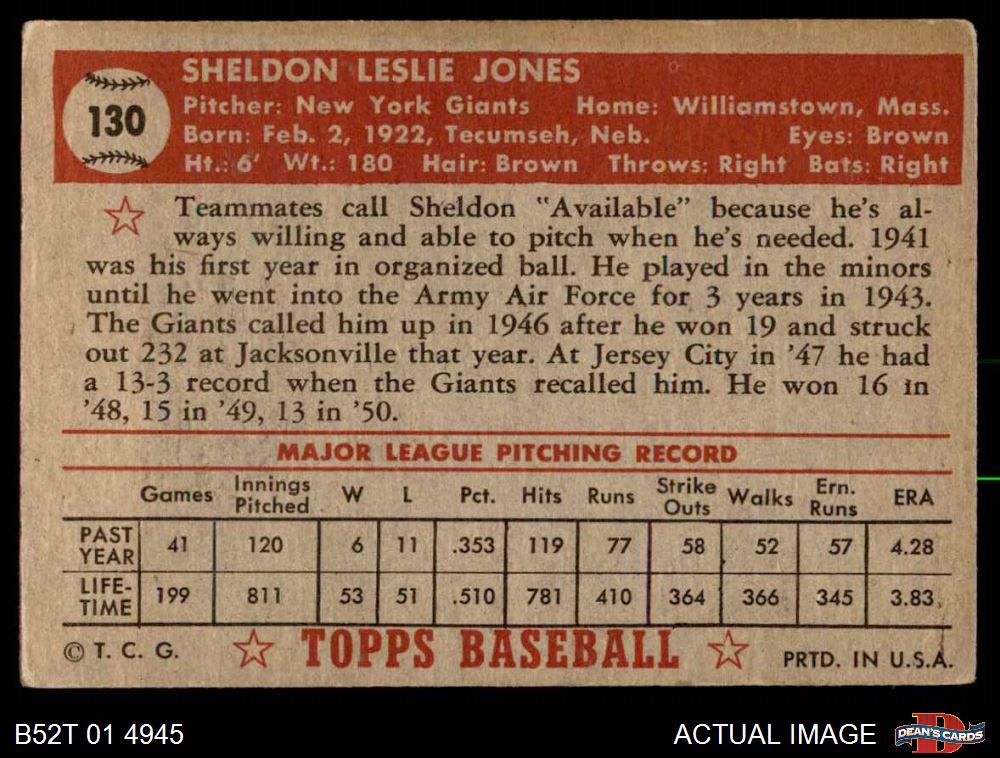 130
SHELDON LESLIE JONES
Pitcher: New York Giants Home: Williamstown, Mass.
Born: Feb. 2, 1922, Tecumseh, Neb. Eyes: Brown
Ht.: 6' Wt.: 180 Hair: Brown Throws: Right Bats: Right
Teammates call Sheldon "Available" because he's al-
ways willing and able to pitch when he's needed. 1941
was his first year in organized ball. He played in the minors
until he went into the Army Air Force for 3 years in 1943.
The Giants called him up in 1946 after he won 19 and struck
out 232 at Jacksonville that year. At Jersey City in '47 he had
a 13-3 record when the Giants recalled him. He won 16 in
'48, 15 in '49, 13 in '50.
MAJOR LEAGUE PITCHING RECORD
Games Innings Pitched W L Pct. Hits Runs Strike Outs Walks Ern. Runs ERA
PAST YEAR 41 120 6 11 .353 119 77 58 52 57 4.28
LIFE-TIME 199 811 53 51 .510 781 410 364 366 345 3.83
© T. C. G. TOPPS BASEBALL PRTD. IN U.S.A.
B52T 01 4945 ACTUAL IMAGE D DEAN'S CARDS